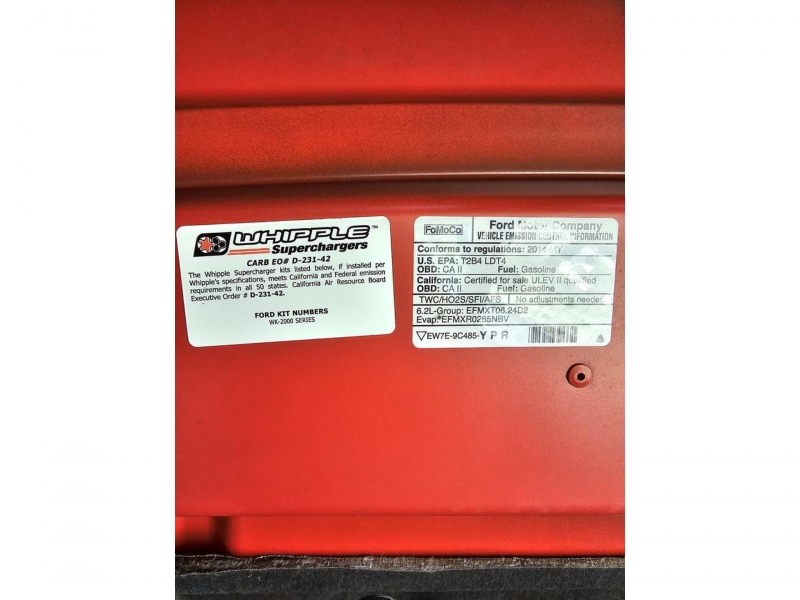 WHIPPLE™
Superchargers
CARB EO# D-231-42
The Whipple Supercharger kits listed below, if installed per
Whipple's specifications, meets California and Federal emission
requirements in all 50 states. California Air Resource Board
Executive Order # D-231-42.
FORD KIT NUMBERS
WK-2000 SERIES
FoMoCo
Ford Motor Company
VEHICLE EMISSION CONTROL INFORMATION
Conforms to regulations: 2014 MY
U.S. EPA: T2B4 LDT4
OBD: CA II Fuel: Gasoline
California: Certified for sale ULEV II qualified
OBD: CA II Fuel: Gasoline
TWC/HO2S/SFI/AFS No adjustments needed
6.2L-Group: EFMXT06.24D2
Evap: EFMXR0265NBV
EW7E-9C485-Y P R